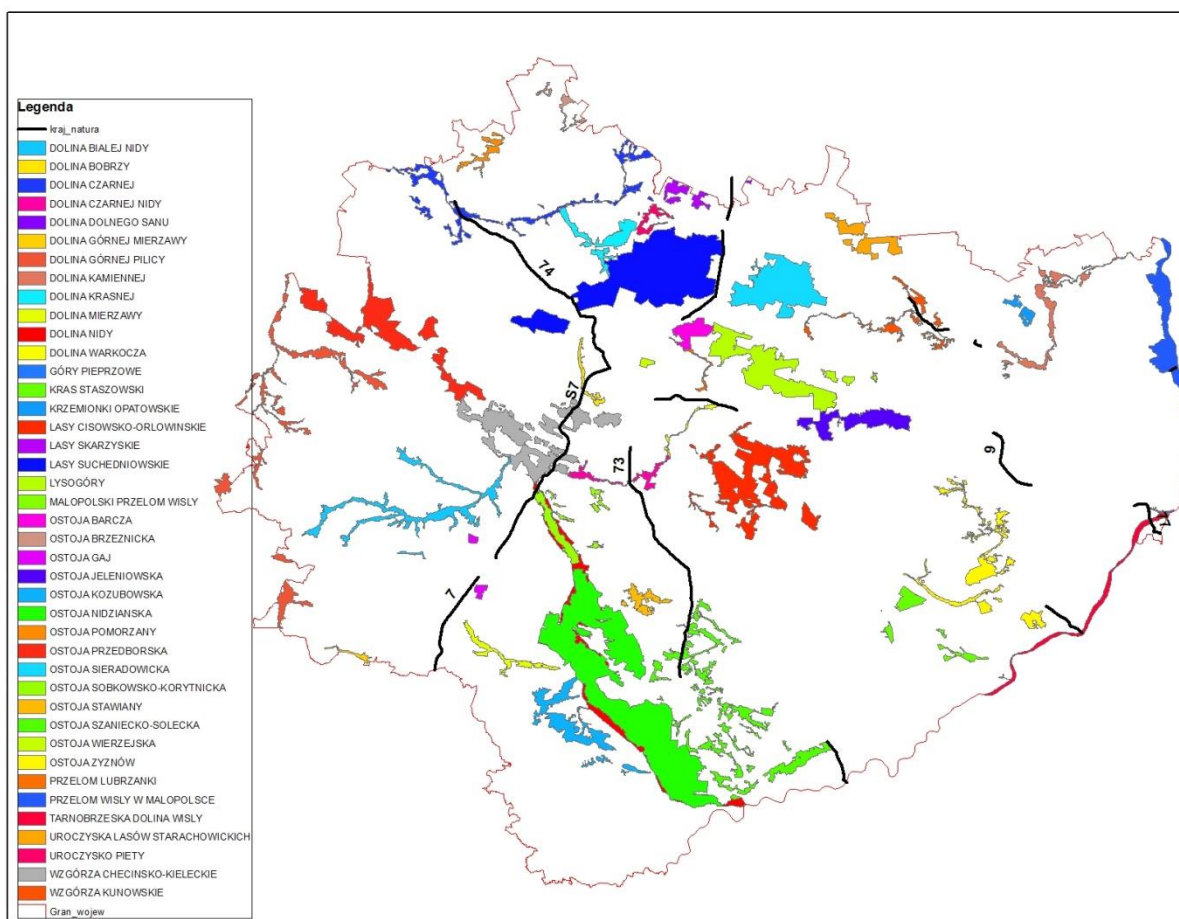 Legenda
kraj_natura
DOLINA BIALEJ NIDY
DOLINA BOBRZY
DOLINA CZARNEJ
DOLINA CZARNEJ NIDY
DOLINA DOLNEGO SANU
DOLINA GÓRNEJ MIERZAWY
DOLINA GÓRNEJ PILICY
DOLINA KAMIENNEJ
DOLINA KRASNEJ
DOLINA MIERZAWY
DOLINA NIDY
DOLINA WARKOCZA
GÓRY PIEPRZOWE
KRAS STASZOWSKI
KRZEMIONKI OPATOWSKIE
LASY CISOWSKO-ORLOWINSKIE
LASY SKARZYSKIE
LASY SUCHEDNIOWSKIE
LYSOGÓRY
MALOPOLSKI PRZELOM WISLY
OSTOJA BARCZA
OSTOJA BRZEZNICKA
OSTOJA GAJ
OSTOJA JELENIOWSKA
OSTOJA KOZUBOWSKA
OSTOJA NIDZIANSKA
OSTOJA POMORZANY
OSTOJA PRZEDBORSKA
OSTOJA SIERADOWICKA
OSTOJA SOBKOWSKO-KORYTNICKA
OSTOJA STAWIANY
OSTOJA SZANIECKO-SOLECKA
OSTOJA WIERZEJSKA
OSTOJA ZYZNÓW
PRZELOM LUBRZANKI
PRZELOM WISLY W MALOPOLSCE
TARNOBRZESKA DOLINA WISLY
UROCZYSKA LASÓW STARACHOWICKICH
UROCZYSKO PIETY
WZGÓRZA CHECINSKO-KIELECKIE
WZGÓRZA KUNOWSKIE
Gran_wojew
74
S7
73
9
7